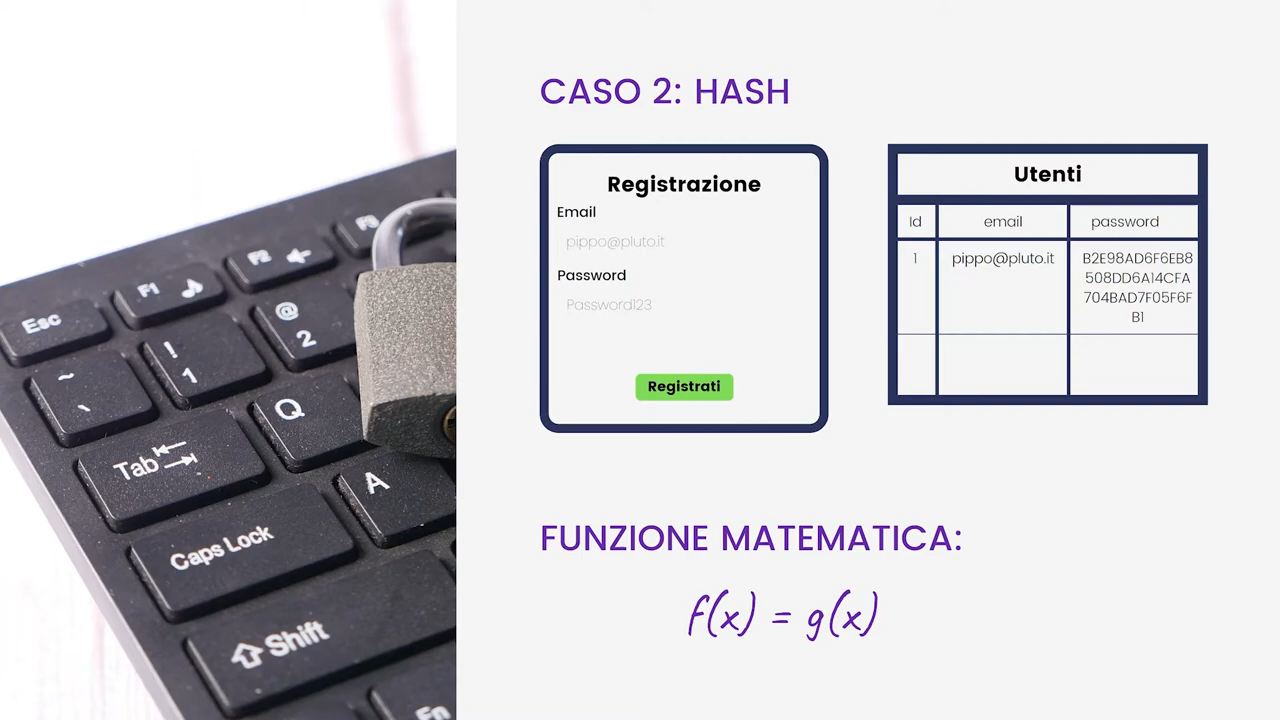 CASO 2: HASH
Registrazione
Email
pippo@pluto.it
Password
Password123
Registrati
Utenti
Id email password
1 pippo@pluto.it B2E98AD6F6EB8
508DD6A14CFA
704BAD7F05F6F
B1
FUNZIONE MATEMATICA:
f(x) = g(x)
Esc
F1
F2
F3
~
`
!
1
@
2
Tab
Q
Caps Lock
A
Shift
Fn